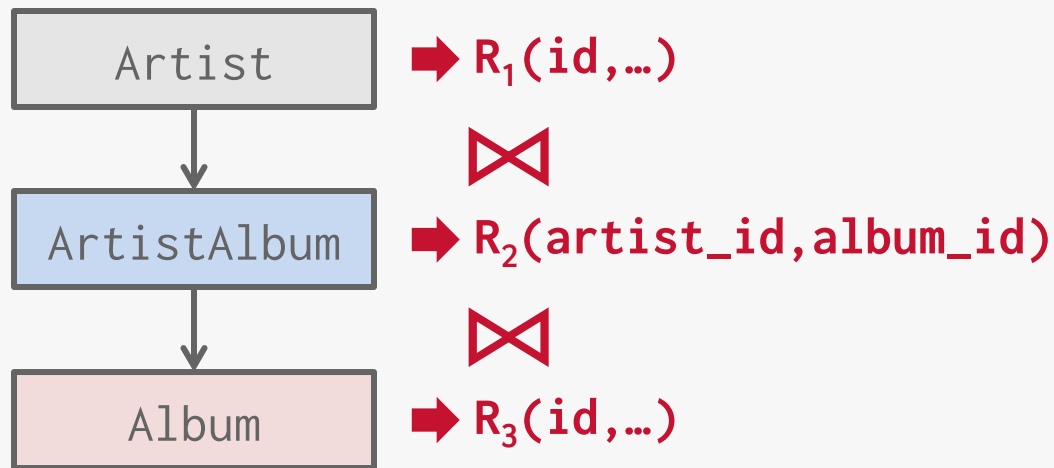 Artist
R₁(id,…)
⋈
ArtistAlbum
R₂(artist_id,album_id)
⋈
Album
R₃(id,…)